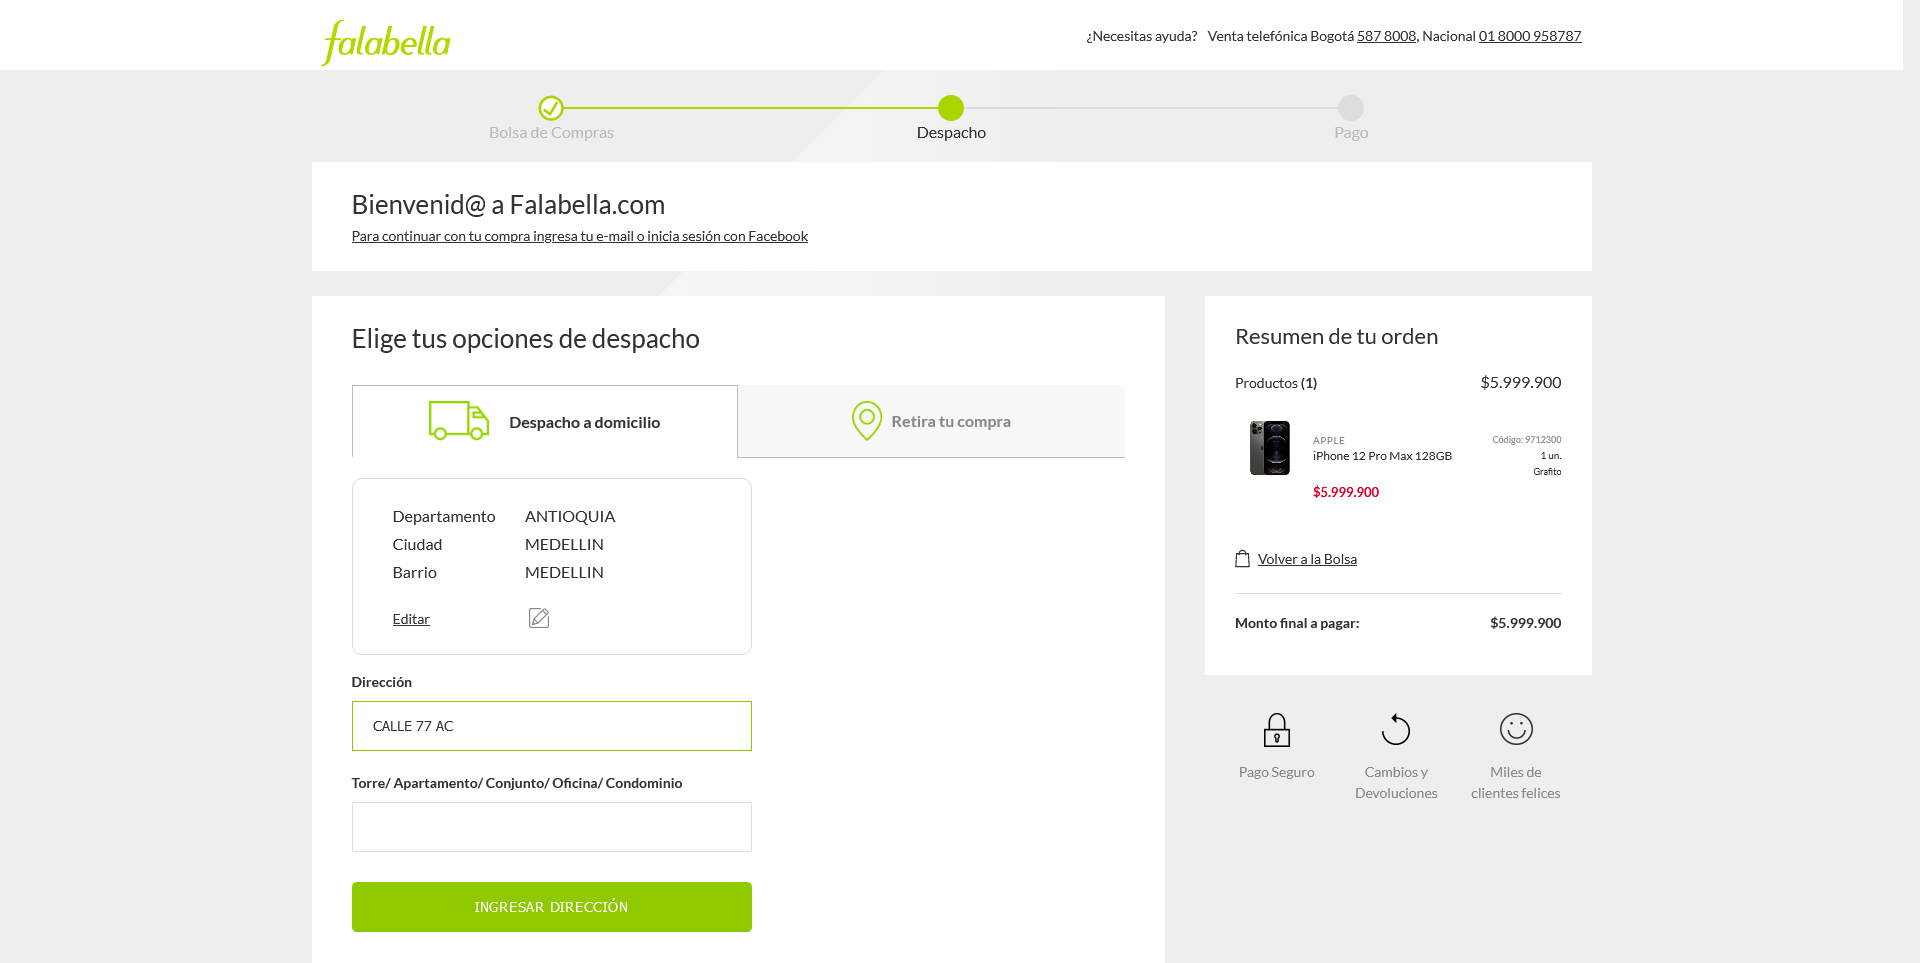 falabella
¿Necesitas ayuda? Venta telefónica Bogotá 587 8008, Nacional 01 8000 958787
Bolsa de Compras
Despacho
Pago
Bienvenid@ a Falabella.com
Para continuar con tu compra ingresa tu e-mail o inicia sesión con Facebook
Elige tus opciones de despacho
Despacho a domicilio
Retira tu compra
Departamento ANTIOQUIA
Ciudad MEDELLIN
Barrio MEDELLIN
Editar
Dirección
CALLE 77 AC
Torre/ Apartamento/ Conjunto/ Oficina/ Condominio
INGRESAR DIRECCIÓN
Resumen de tu orden
Productos (1) $5.999.900
APPLE
iPhone 12 Pro Max 128GB
$5.999.900
Código: 9712300
1 un.
Grafito
Volver a la Bolsa
Monto final a pagar: $5.999.900
Pago Seguro
Cambios y
Devoluciones
Miles de
clientes felices